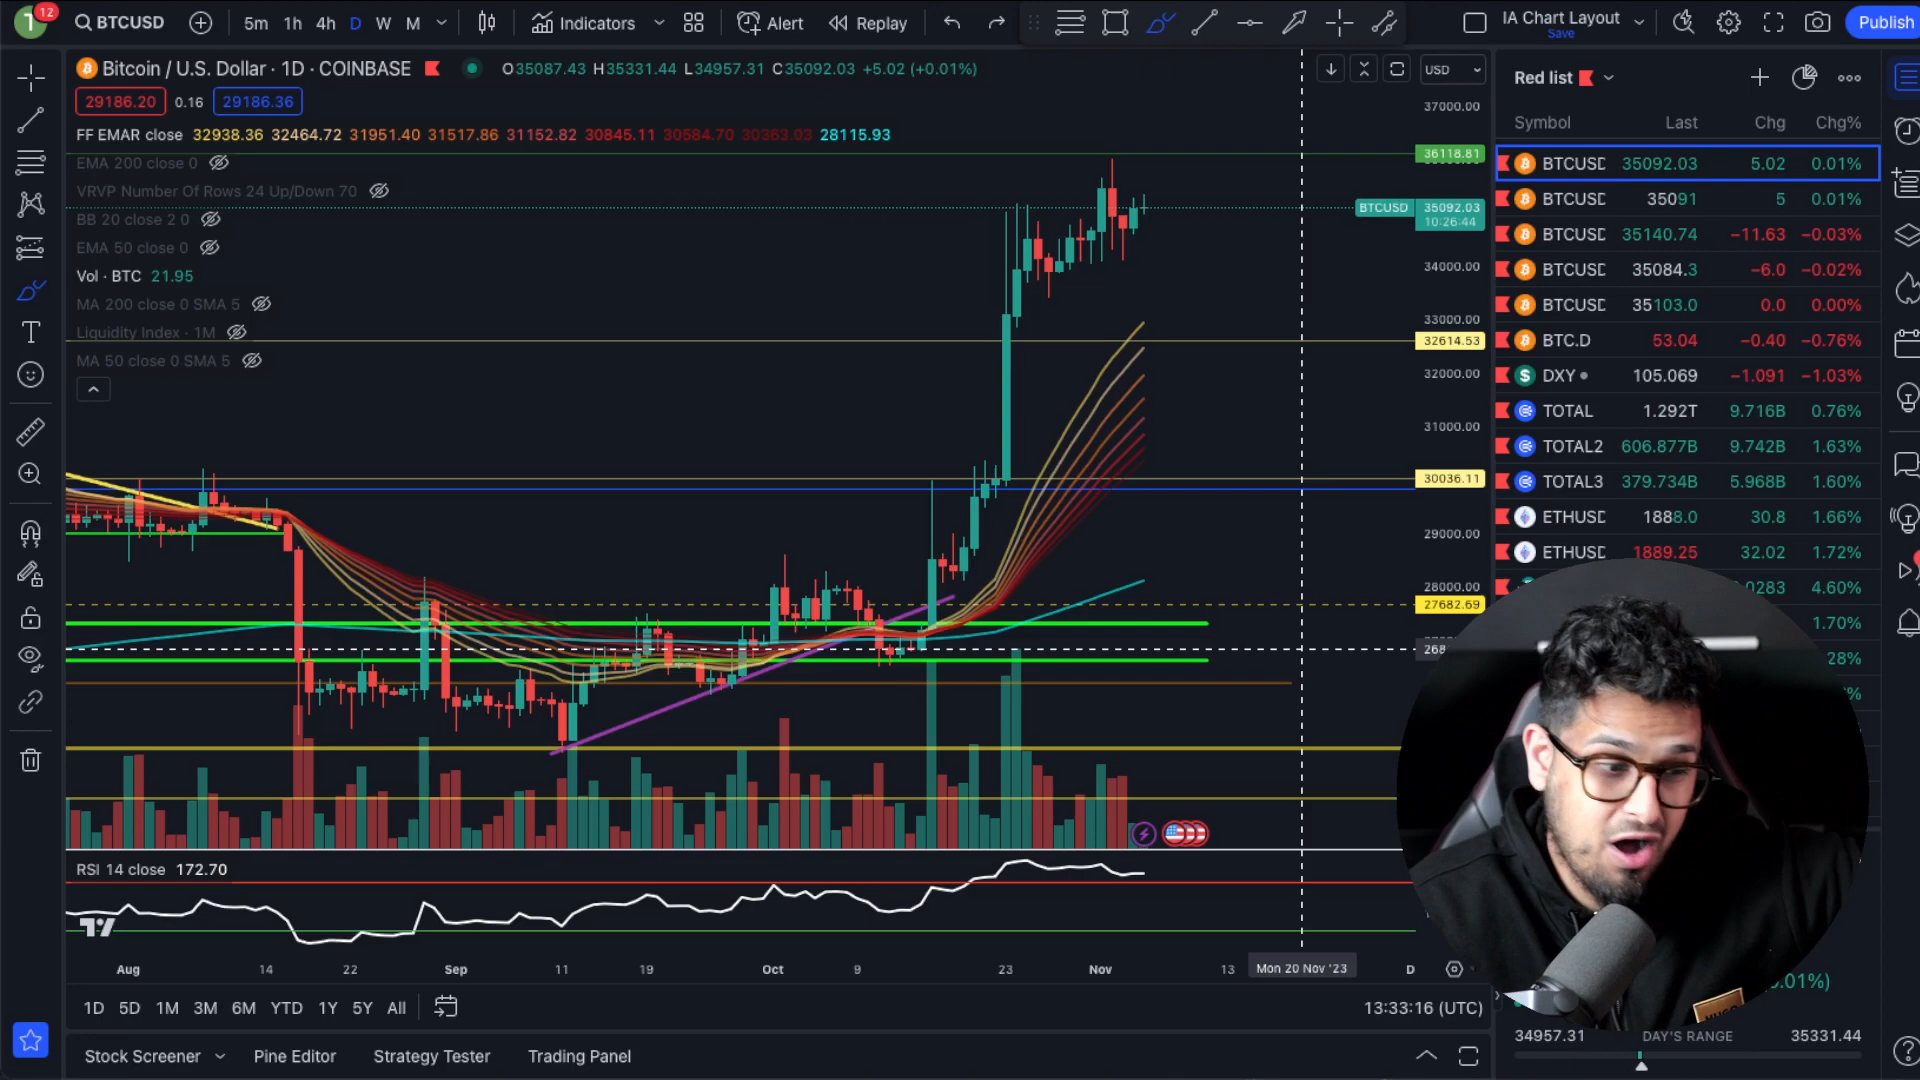 T 12 BTCUSD 5m 1h 4h D W M Indicators Alert Replay IA Chart Layout Save Publish
Bitcoin / U.S. Dollar · 1D · COINBASE O35087.43 H35331.44 L34957.31 C35092.03 +5.02 (+0.01%) USD
29186.20 0.16 29186.36
FF EMAR close 32938.36 32464.72 31951.40 31517.86 31152.82 30845.11 30584.70 30363.03 28115.93
EMA 200 close 0
VRVP Number Of Rows 24 Up/Down 70
BB 20 close 2 0
EMA 50 close 0
Vol · BTC 21.95
MA 200 close 0 SMA 5
Liquidity Index · 1M
MA 50 close 0 SMA 5
37000.00
36118.81
BTCUSD 35092.03
10:26:44
34000.00
33000.00
32614.53
32000.00
31000.00
30036.11
29000.00
28000.00
27682.69
268
RSI 14 close 172.70
Aug 14 22 Sep 11 19 Oct 9 23 Nov 13 Mon 20 Nov '23 D
1D 5D 1M 3M 6M YTD 1Y 5Y All 13:33:16 (UTC)
Stock Screener Pine Editor Strategy Tester Trading Panel
Red list
Symbol Last Chg Chg%
BTCUSD 35092.03 5.02 0.01%
BTCUSD 35091 5 0.01%
BTCUSD 35140.74 −11.63 −0.03%
BTCUSD 35084.3 −6.0 −0.02%
BTCUSD 35103.0 0.0 0.00%
BTC.D 53.04 −0.40 −0.76%
DXY 105.069 −1.091 −1.03%
TOTAL 1.292T 9.716B 0.76%
TOTAL2 606.877B 9.742B 1.63%
TOTAL3 379.734B 5.968B 1.60%
ETHUSD 1888.0 30.8 1.66%
ETHUSD 1889.25 32.02 1.72%
0283 4.60%
1.70%
28%
%
.01%)
34957.31 DAY'S RANGE 35331.44